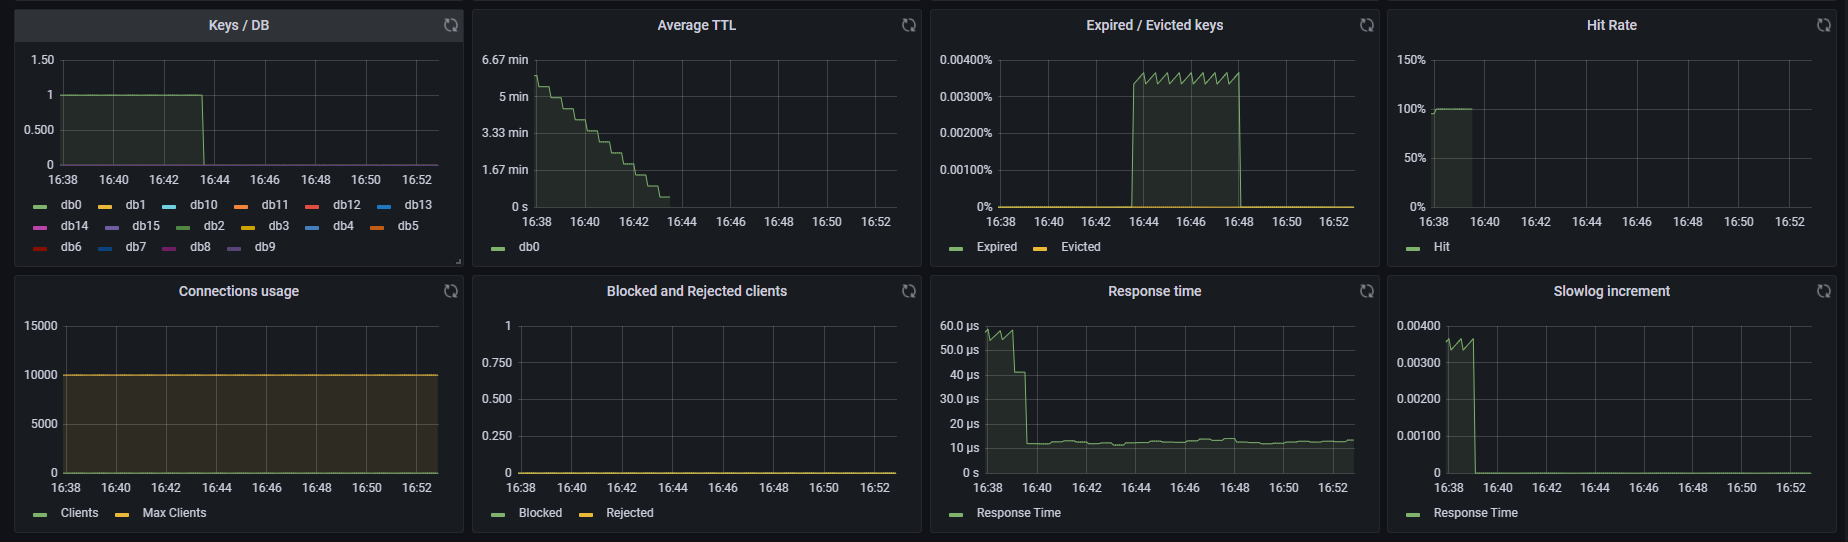 Keys / DB
1.50
1
0.500
0
16:38 16:40 16:42 16:44 16:46 16:48 16:50 16:52
db0 db1 db10 db11 db12 db13
db14 db15 db2 db3 db4 db5
db6 db7 db8 db9
Average TTL
6.67 min
5 min
3.33 min
1.67 min
0 s
16:38 16:40 16:42 16:44 16:46 16:48 16:50 16:52
db0
Expired / Evicted keys
0.00400%
0.00300%
0.00200%
0.00100%
0%
16:38 16:40 16:42 16:44 16:46 16:48 16:50 16:52
Expired Evicted
Hit Rate
150%
100%
50%
0%
16:38 16:40 16:42 16:44 16:46 16:48 16:50 16:52
Hit
Connections usage
15000
10000
5000
0
16:38 16:40 16:42 16:44 16:46 16:48 16:50 16:52
Clients Max Clients
Blocked and Rejected clients
1
0.750
0.500
0.250
0
16:38 16:40 16:42 16:44 16:46 16:48 16:50 16:52
Blocked Rejected
Response time
60.0 µs
50.0 µs
40 µs
30.0 µs
20 µs
10 µs
0 s
16:38 16:40 16:42 16:44 16:46 16:48 16:50 16:52
Response Time
Slowlog increment
0.00400
0.00300
0.00200
0.00100
0
16:38 16:40 16:42 16:44 16:46 16:48 16:50 16:52
Response Time